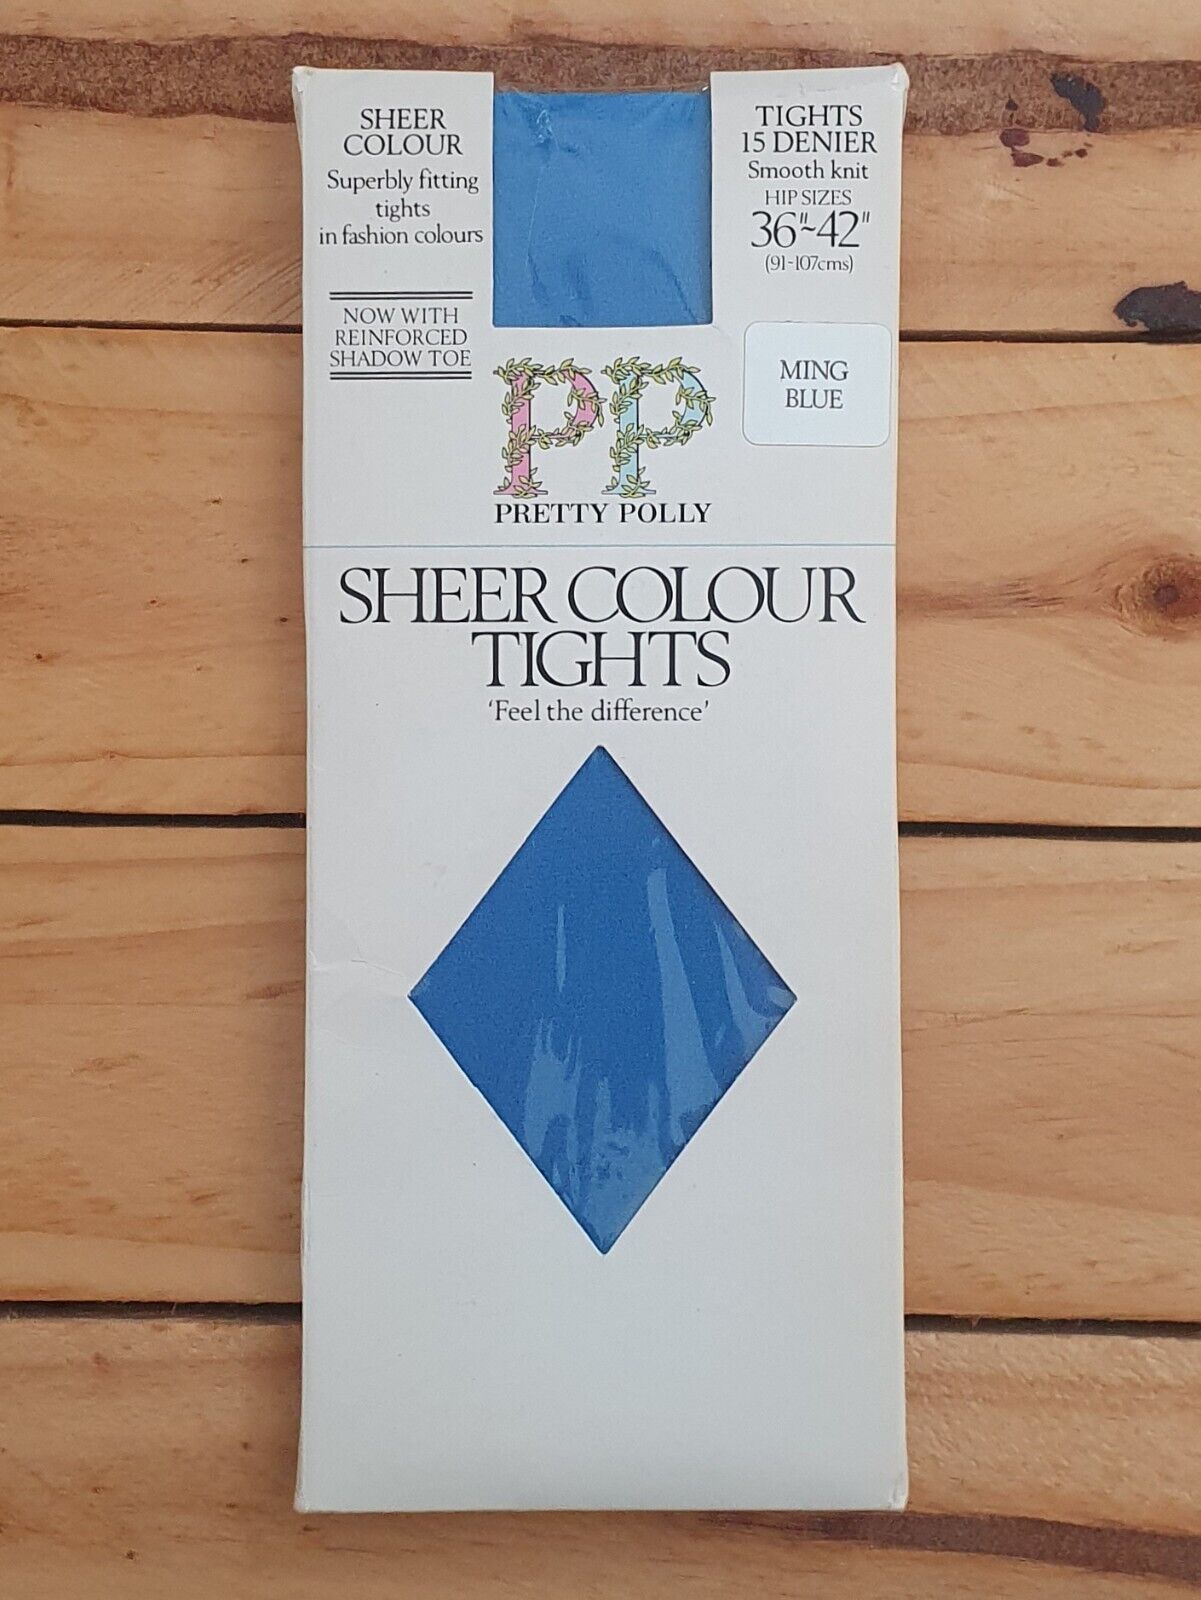 SHEER
COLOUR
Superbly fitting
tights
in fashion colours
NOW WITH
REINFORCED
SHADOW TOE
TIGHTS
15 DENIER
Smooth knit
HIP SIZES
36"~42"
(91-107cms)
MING
BLUE
PP
PRETTY POLLY
SHEER COLOUR
TIGHTS
'Feel the difference'